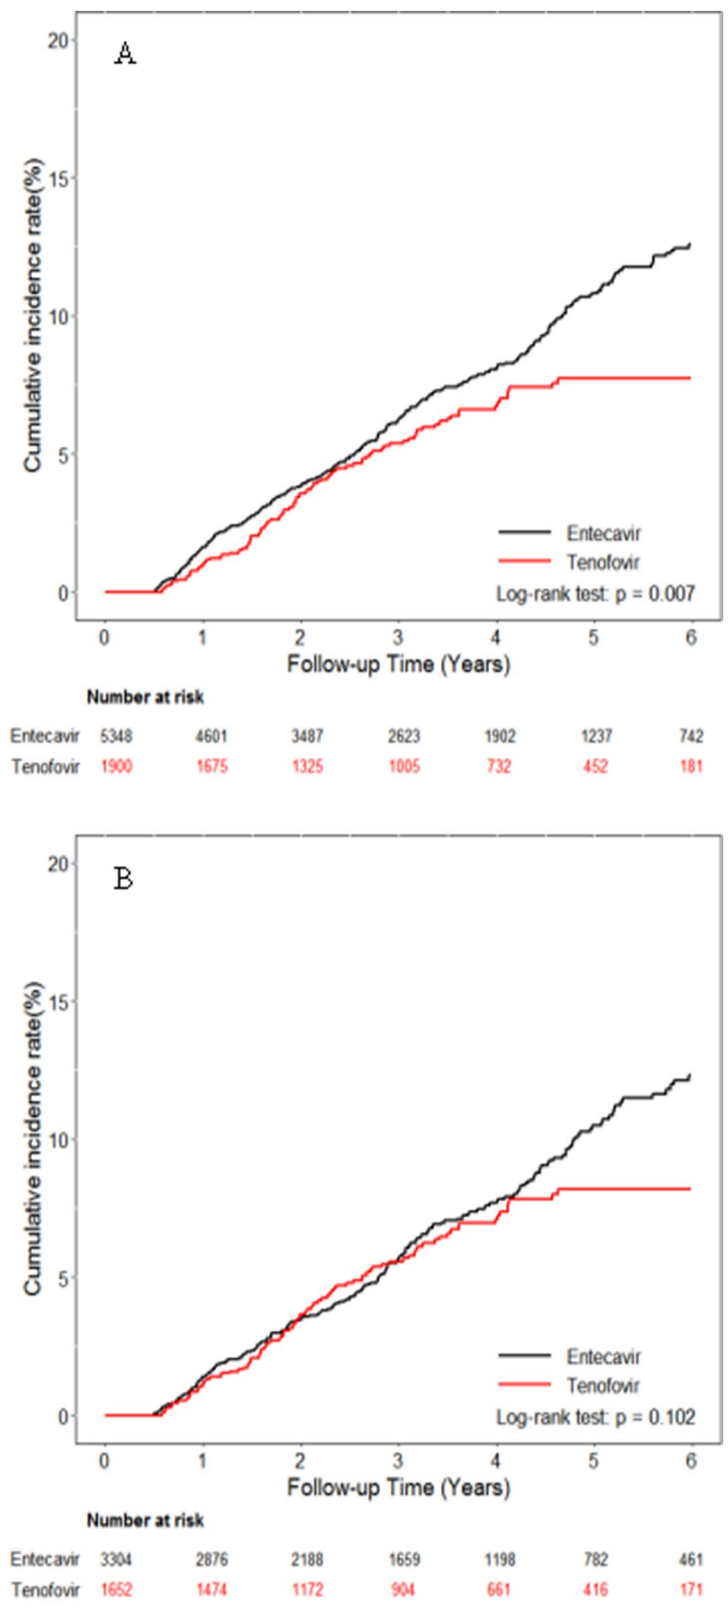 A
Cumulative incidence rate(%)
20
15
10
5
0
Entecavir
Tenofovir
Log-rank test: p = 0.007
0 1 2 3 4 5 6
Follow-up Time (Years)
Number at risk
Entecavir 5348 4601 3487 2623 1902 1237 742
Tenofovir 1900 1675 1325 1005 732 452 181
B
Cumulative incidence rate(%)
20
15
10
5
0
Entecavir
Tenofovir
Log-rank test: p = 0.102
0 1 2 3 4 5 6
Follow-up Time (Years)
Number at risk
Entecavir 3304 2876 2188 1659 1198 782 461
Tenofovir 1652 1474 1172 904 661 416 171